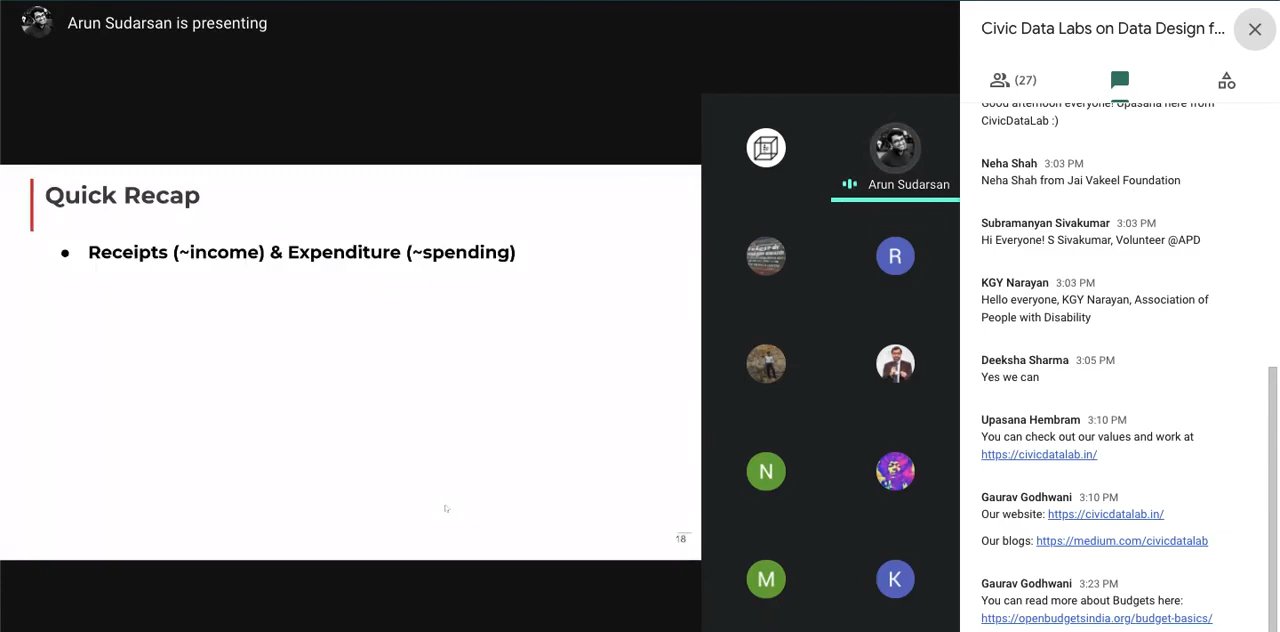 Arun Sudarsan is presenting
Quick Recap
● Receipts (~income) & Expenditure (~spending)
18
Arun Sudarsan
R
N
M
K
Civic Data Labs on Data Design f...
(27)
Good afternoon everyone! Upasana here from
CivicDataLab :)
Neha Shah 3:03 PM
Neha Shah from Jai Vakeel Foundation
Subramanyan Sivakumar 3:03 PM
Hi Everyone! S Sivakumar, Volunteer @APD
KGY Narayan 3:03 PM
Hello everyone, KGY Narayan, Association of
People with Disability
Deeksha Sharma 3:05 PM
Yes we can
Upasana Hembram 3:10 PM
You can check out our values and work at
https://civicdatalab.in/
Gaurav Godhwani 3:10 PM
Our website: https://civicdatalab.in/
Our blogs: https://medium.com/civicdatalab
Gaurav Godhwani 3:23 PM
You can read more about Budgets here:
https://openbudgetsindia.org/budget-basics/